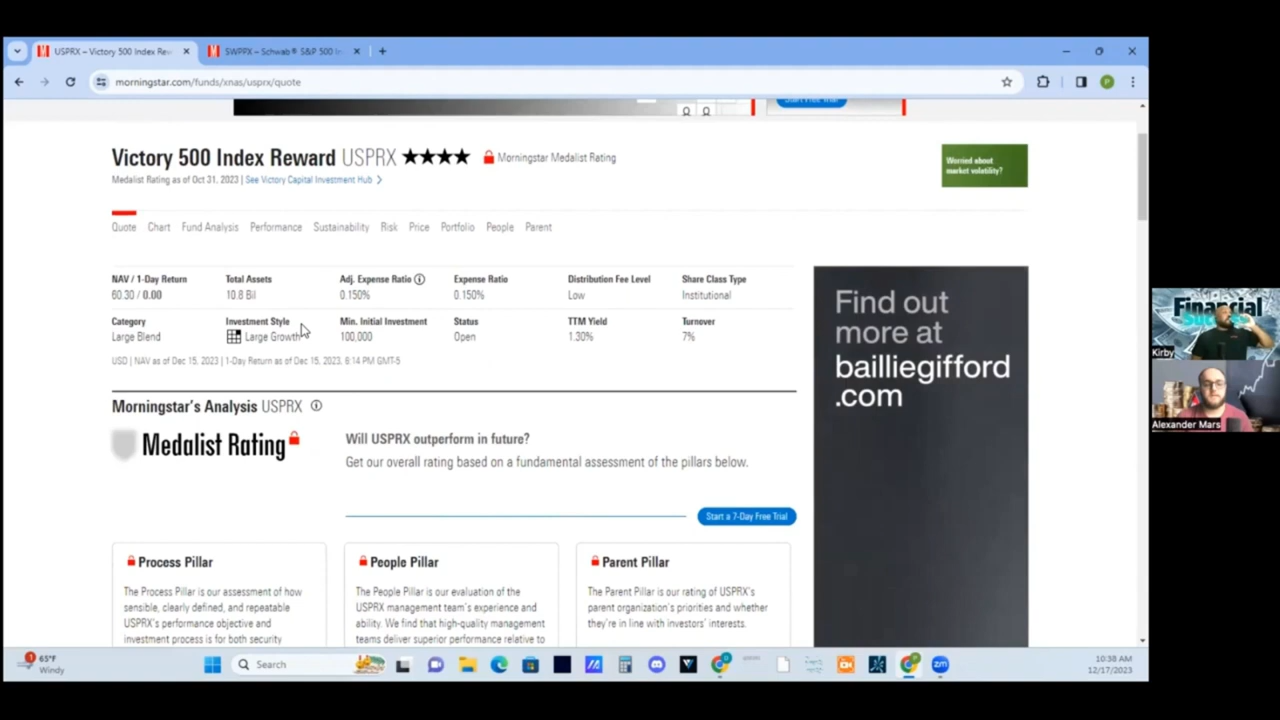 USPRX – Victory 500 Index Rew
SWPPX – Schwab® S&P 500 In
morningstar.com/funds/xnas/usprx/quote
P
Start Free Trial
Victory 500 Index Reward USPRX ★★★★ Morningstar Medalist Rating
Medalist Rating as of Oct 31, 2023 | See Victory Capital Investment Hub
Worried about
market volatility?
Quote Chart Fund Analysis Performance Sustainability Risk Price Portfolio People Parent
NAV / 1-Day Return Total Assets Adj. Expense Ratio Expense Ratio Distribution Fee Level Share Class Type
60.30 / 0.00 10.8 Bil 0.150% 0.150% Low Institutional
Category Investment Style Min. Initial Investment Status TTM Yield Turnover
Large Blend Large Growth 100,000 Open 1.30% 7%
USD | NAV as of Dec 15, 2023 | 1-Day Return as of Dec 15, 2023, 6:14 PM GMT-5
Find out
more at
bailliegifford
.com
Morningstar's Analysis USPRX
Medalist Rating
Will USPRX outperform in future?
Get our overall rating based on a fundamental assessment of the pillars below.
Start a 7-Day Free Trial
Process Pillar
The Process Pillar is our assessment of how
sensible, clearly defined, and repeatable
USPRX's performance objective and
investment process is for both security
People Pillar
The People Pillar is our evaluation of the
USPRX management team's experience and
ability. We find that high-quality management
teams deliver superior performance relative to
Parent Pillar
The Parent Pillar is our rating of USPRX's
parent organization's priorities and whether
they're in line with investors' interests.
Financial
Kirby
Alexander Mars
1
65°F
Windy
Search
zm
10:38 AM
12/17/2023